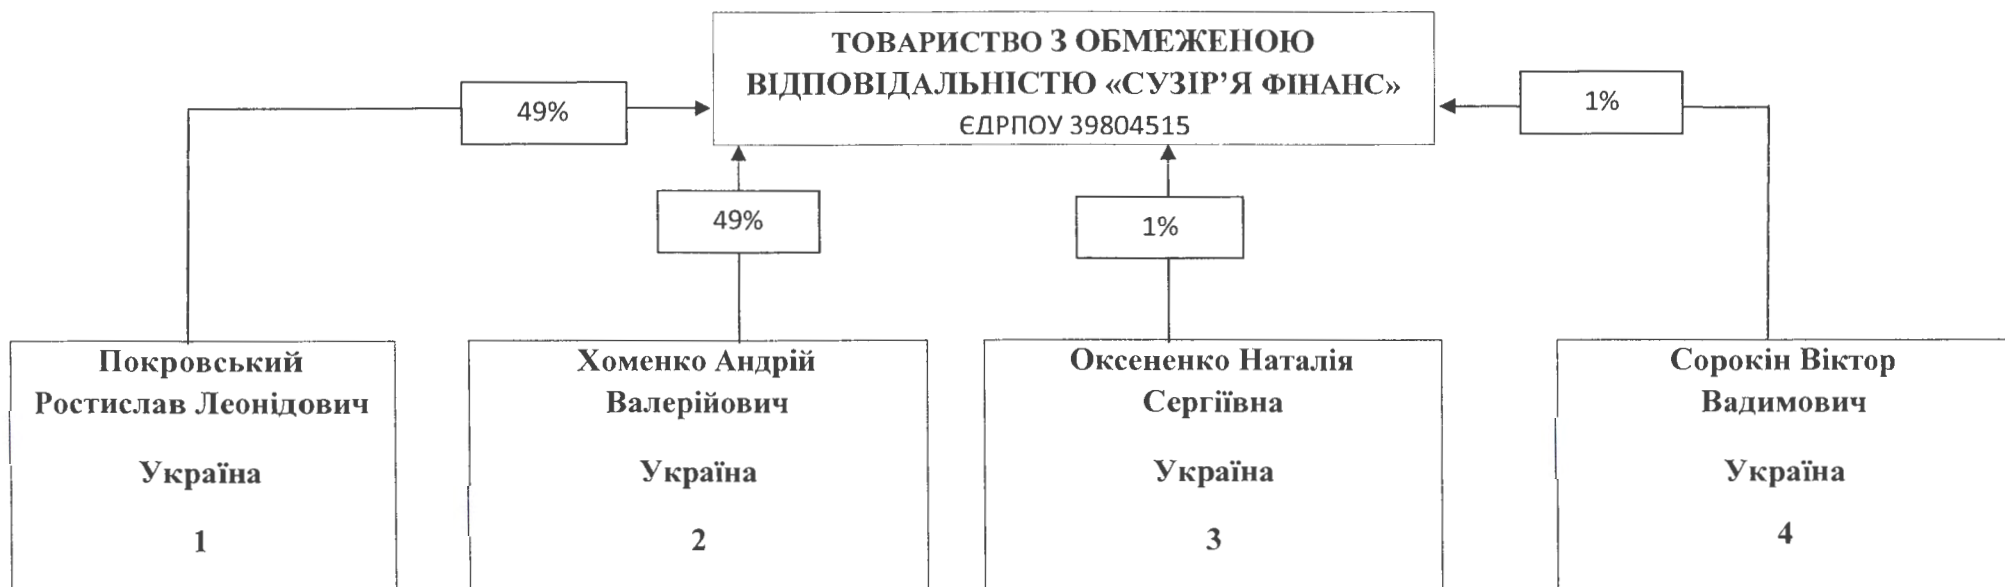 ТОВАРИСТВО З ОБМЕЖЕНОЮ
ВІДПОВІДАЛЬНІСТЮ «СУЗІР’Я ФІНАНС»
ЄДРПОУ 39804515
49%
1%
49%
1%
Покровський
Ростислав Леонідович
Україна
1
Хоменко Андрій
Валерійович
Україна
2
Оксененко Наталія
Сергіївна
Україна
3
Сорокін Віктор
Вадимович
Україна
4